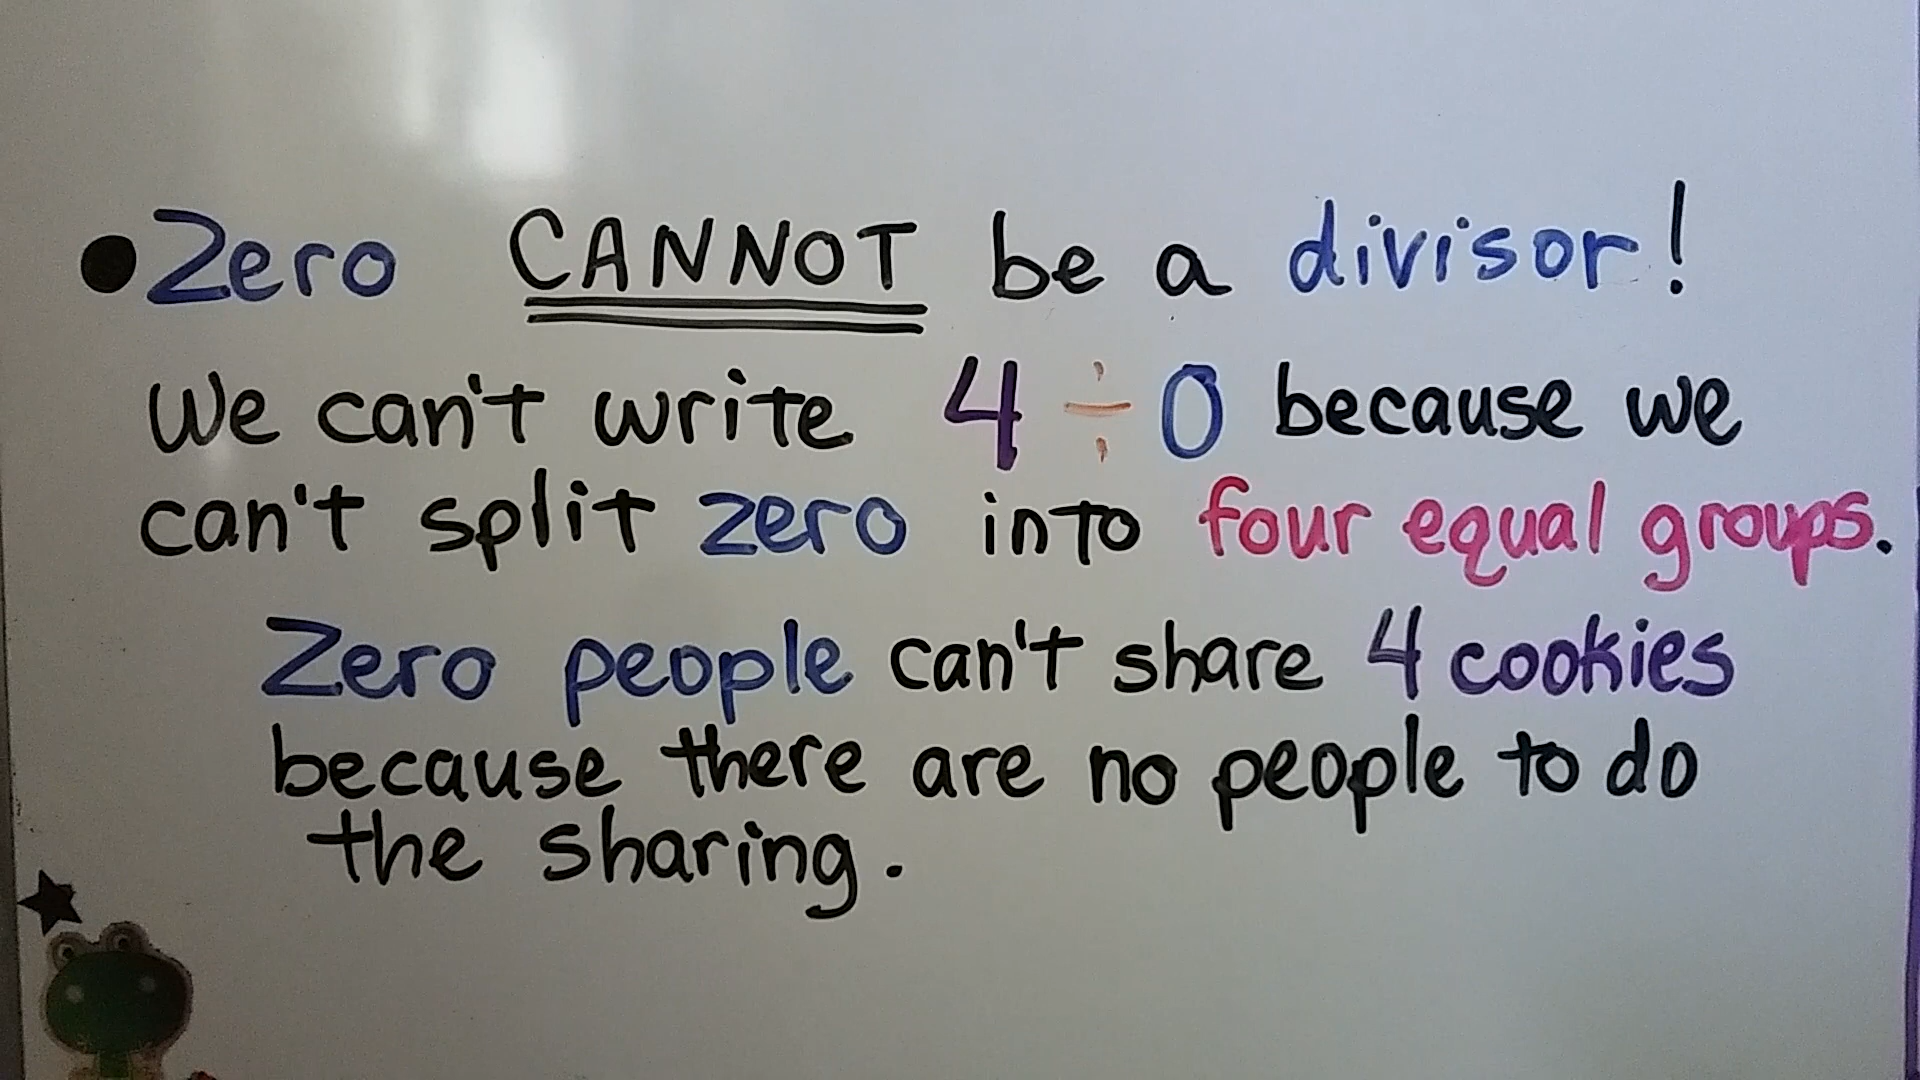 ●Zero CANNOT be a divisor!
We can't write 4 ÷ 0 because we
can't split zero into four equal groups.
Zero people can't share 4 cookies
because there are no people to do
the sharing.